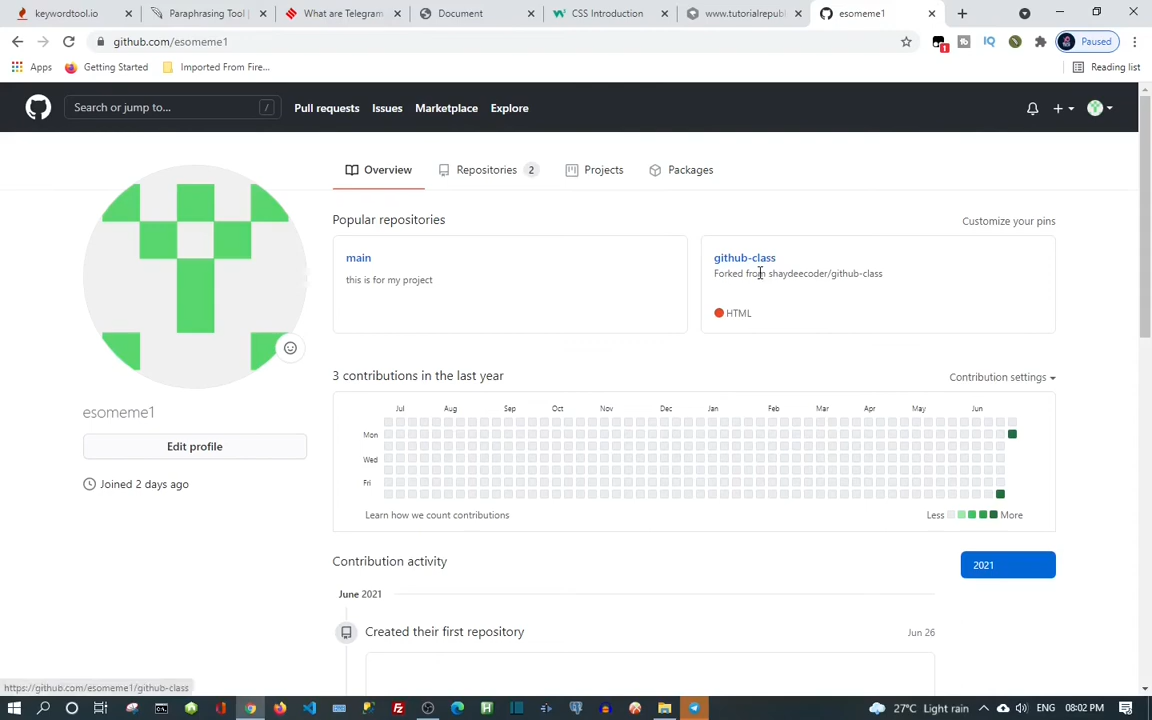 keywordtool.io
Paraphrasing Tool |
What are Telegram
Document
CSS Introduction
www.tutorialrepubl
esomeme1
github.com/esomeme1
1
IQ
Paused
Apps
Getting Started
Imported From Fire...
Reading list
Search or jump to...
/
Pull requests
Issues
Marketplace
Explore
Overview
Repositories 2
Projects
Packages
Popular repositories
Customize your pins
main
this is for my project
github-class
Forked from shaydeecoder/github-class
HTML
esomeme1
Edit profile
Joined 2 days ago
3 contributions in the last year
Contribution settings
Jul Aug Sep Oct Nov Dec Jan Feb Mar Apr May Jun
Mon
Wed
Fri
Learn how we count contributions
Less
More
Contribution activity
2021
June 2021
Created their first repository
Jun 26
https://github.com/esomeme1/github-class
27°C Light rain
08:02 PM